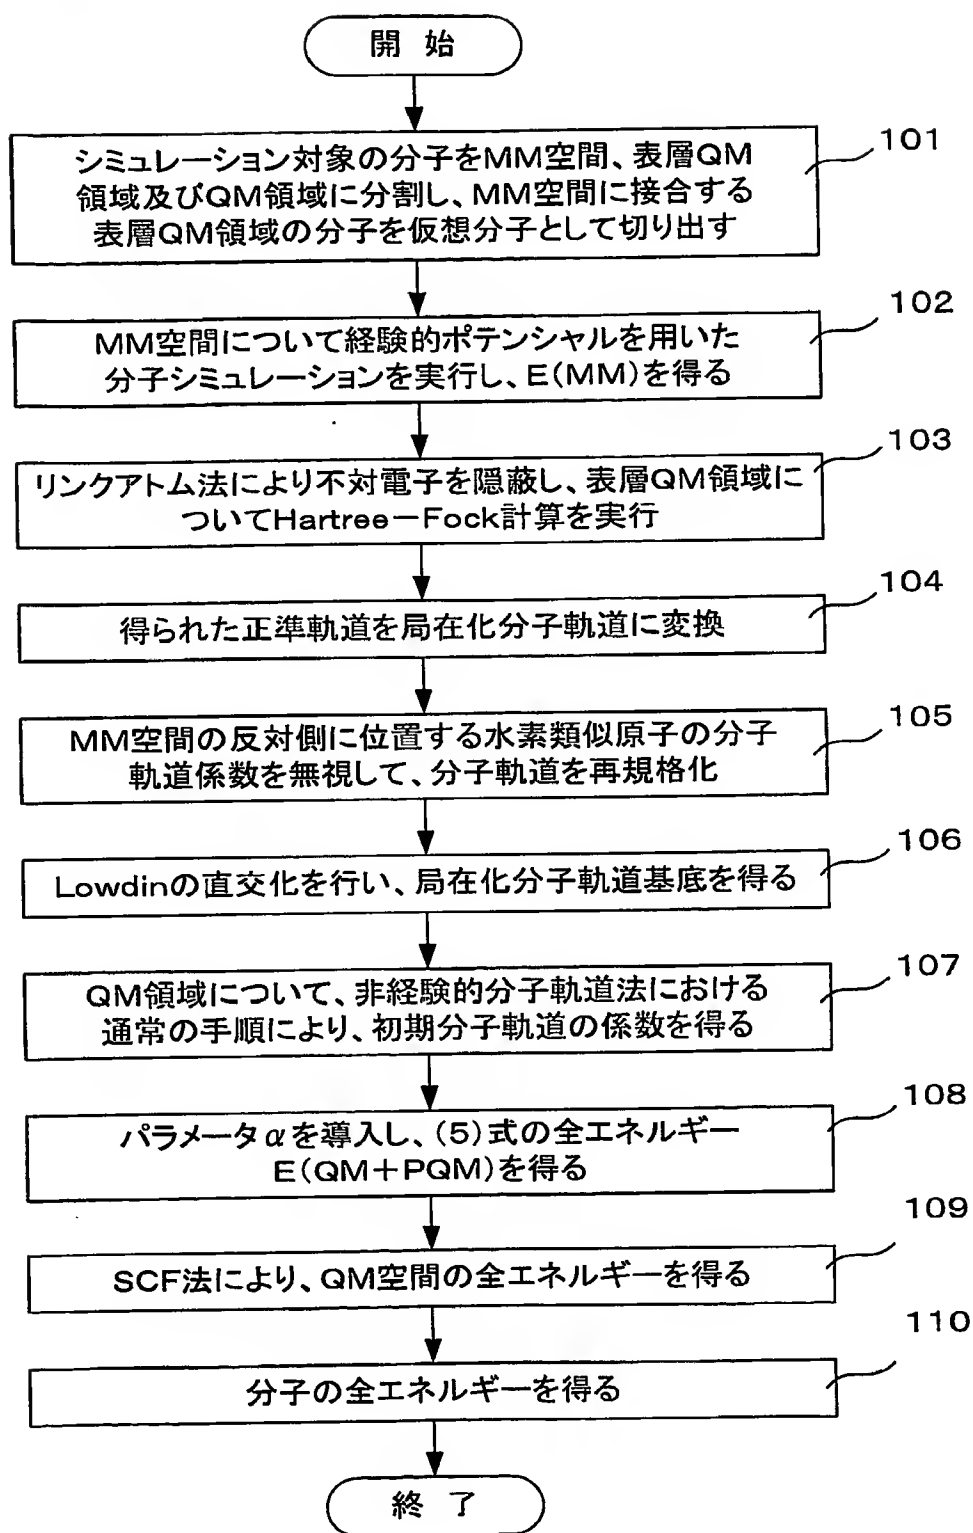 開 始
101
シミュレーション対象の分子をMM空間、表層QM
領域及びQM領域に分割し、MM空間に接合する
表層QM領域の分子を仮想分子として切り出す
102
MM空間について経験的ポテンシャルを用いた
分子シミュレーションを実行し、E(MM)を得る
103
リンクアトム法により不対電子を隠蔽し、表層QM領域に
ついてHartree－Fock計算を実行
104
得られた正準軌道を局在化分子軌道に変換
105
MM空間の反対側に位置する水素類似原子の分子
軌道係数を無視して、分子軌道を再規格化
106
Lowdinの直交化を行い、局在化分子軌道基底を得る
107
QM領域について、非経験的分子軌道法における
通常の手順により、初期分子軌道の係数を得る
108
パラメータαを導入し、(5)式の全エネルギー
E(QM＋PQM)を得る
109
SCF法により、QM空間の全エネルギーを得る
110
分子の全エネルギーを得る
終 了